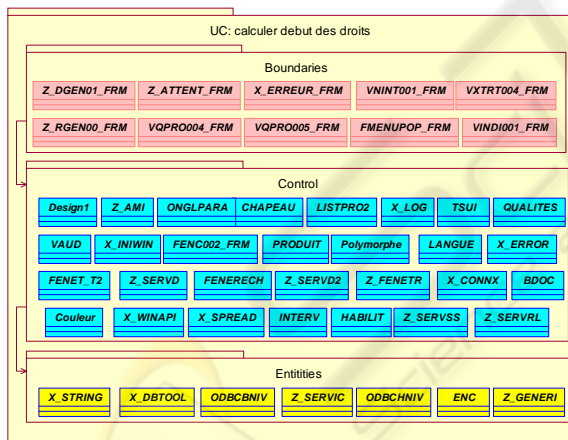 UC: calculer debut des droits
Boundaries
Z_DGEN01_FRM Z_ATTENT_FRM X_ERREUR_FRM VNINT001_FRM VXTRT004_FRM
Z_RGEN00_FRM VQPRO004_FRM VQPRO005_FRM FMENUPOP_FRM VINDI001_FRM
Control
Design1 Z_AMI ONGLPARA CHAPEAU LISTPRO2 X_LOG TSUI QUALITES
VAUD X_INIWIN FENC002_FRM PRODUIT Polymorphe LANGUE X_ERROR
FENET_T2 Z_SERVD FENERECH Z_SERVD2 Z_FENETR X_CONNX BDOC
Couleur X_WINAPI X_SPREAD INTERV HABILIT Z_SERVSS Z_SERVRL
Entitities
X_STRING X_DBTOOL ODBCBNIV Z_SERVIC ODBCHNIV ENC Z_GENERI